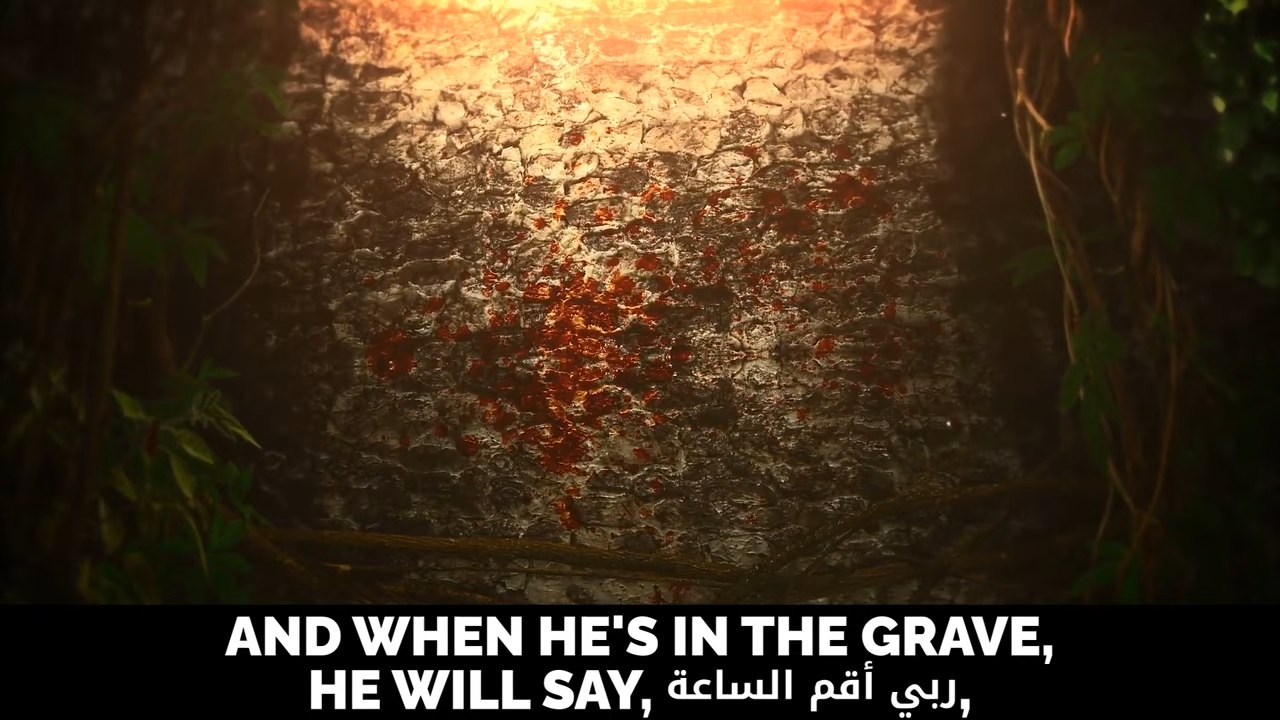 AND WHEN HE'S IN THE GRAVE,
HE WILL SAY, ربي أقم الساعة,